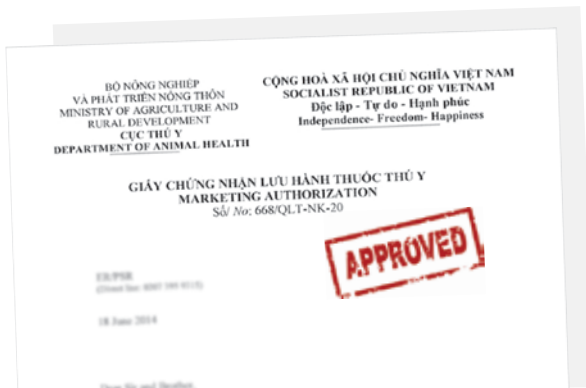 BỘ NÔNG NGHIỆP
VÀ PHÁT TRIỂN NÔNG THÔN
MINISTRY OF AGRICULTURE AND
RURAL DEVELOPMENT
CỤC THÚ Y
DEPARTMENT OF ANIMAL HEALTH
CỘNG HOÀ XÃ HỘI CHỦ NGHĨA VIỆT NAM
SOCIALIST REPUBLIC OF VIETNAM
Độc lập - Tự do - Hạnh phúc
Independence- Freedom- Happiness
GIẤY CHỨNG NHẬN LƯU HÀNH THUỐC THÚ Y
MARKETING AUTHORIZATION
Số/ No: 668/QLT-NK-20
APPROVED
18 June 2014